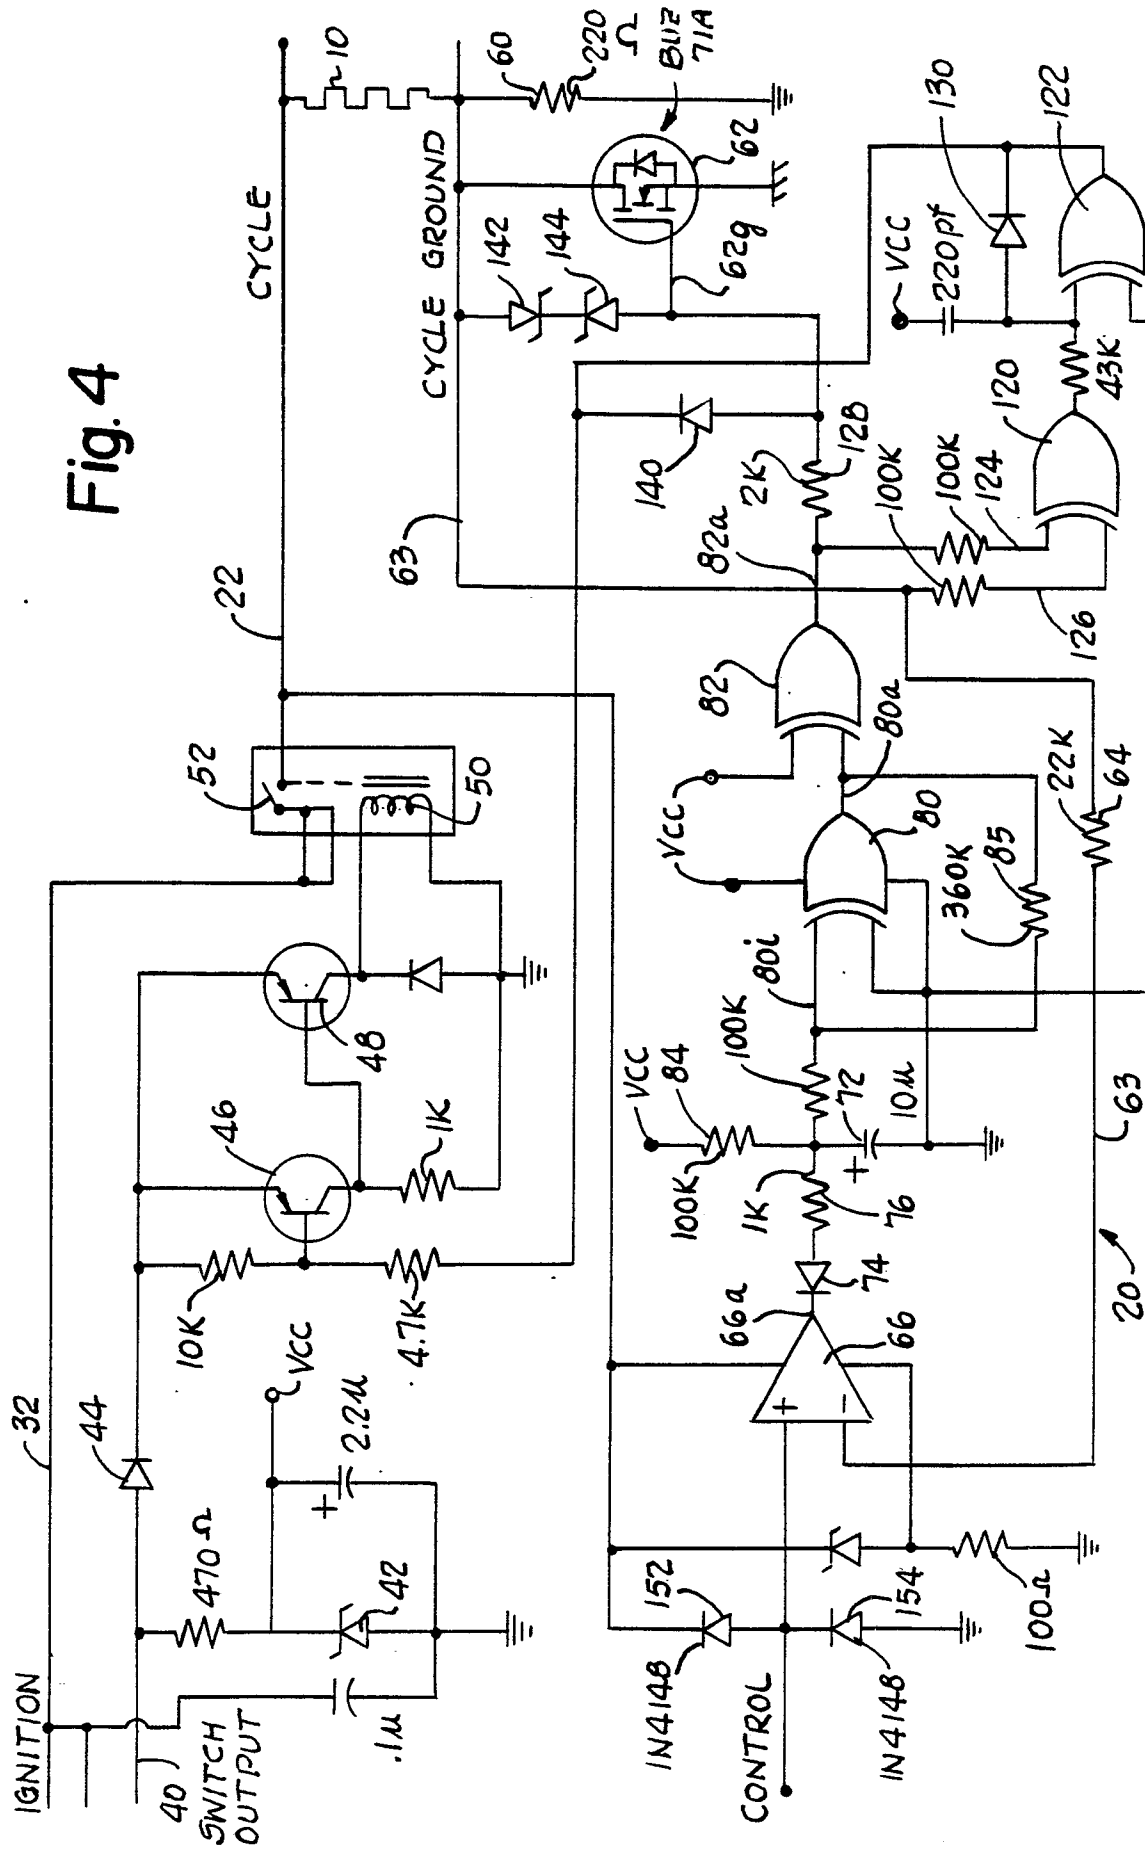 Fig. 4
IGNITION
32
44
40
SWITCH
OUTPUT
470Ω
VCC
2.2μ
42
.1μ
10K
4.7K
46
1K
48
52
50
22
CYCLE
10
63
CYCLE GROUND
142
144
60
220
Ω
BUZ
71A
62
62g
140
2K
128
82a
82
VCC
80a
80
80i
100K
VCC
84
100K
72
10μ
1K
76
74
66a
66
360K
85
22K
64
63
20
100K
100K
124
126
120
43K
VCC
220pf
130
122
1N4148
152
154
1N4148
CONTROL
100Ω
+
+
+
-